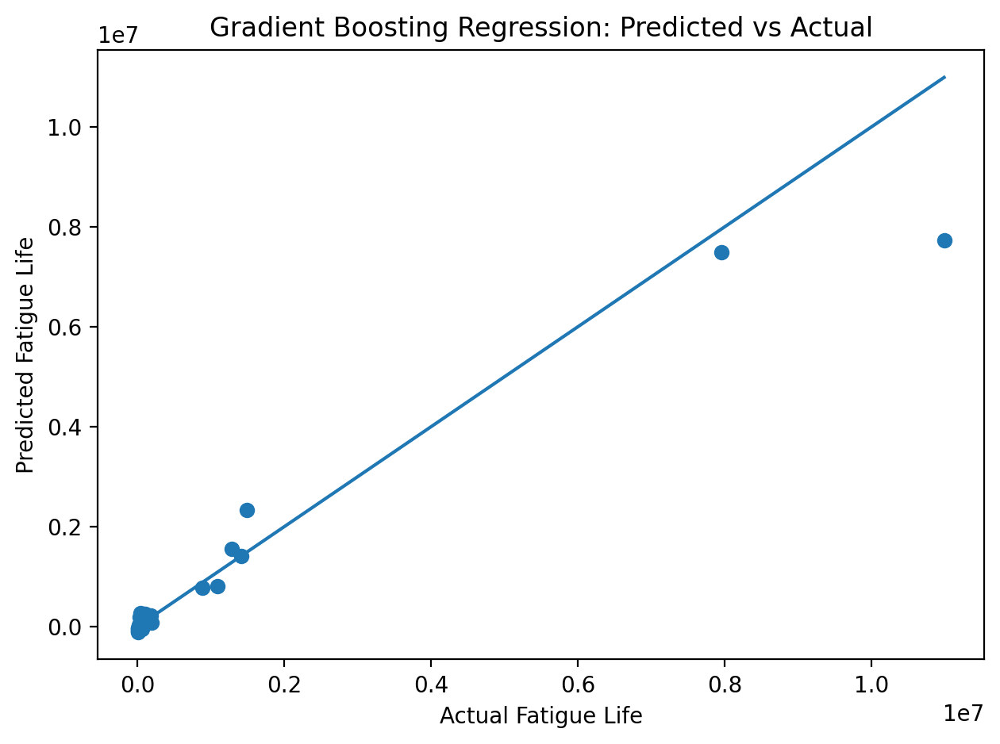 Gradient Boosting Regression: Predicted vs Actual
1e7
1.0
0.8
0.6
0.4
0.2
0.0
Predicted Fatigue Life
0.0 0.2 0.4 0.6 0.8 1.0
Actual Fatigue Life
1e7